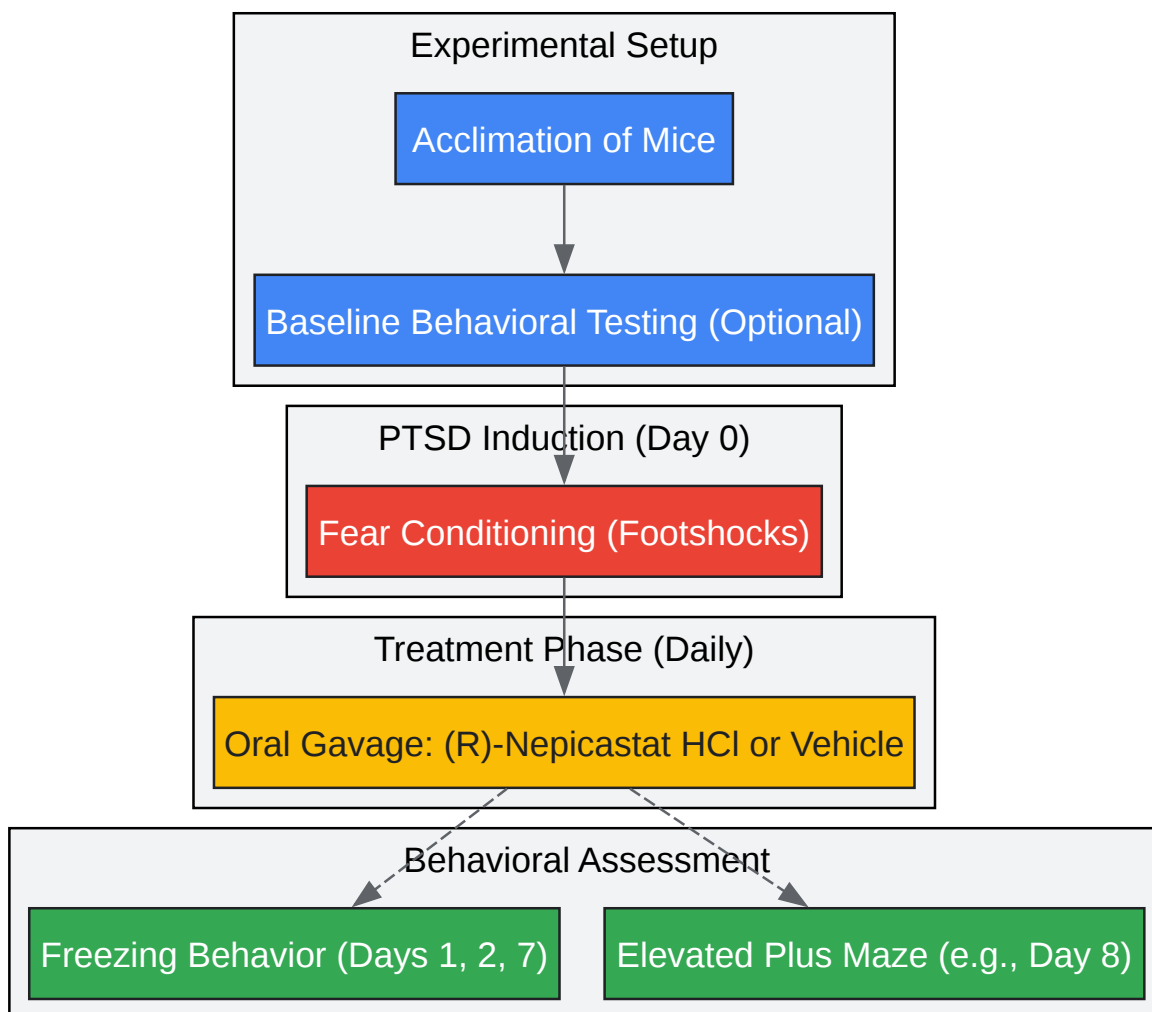 Experimental Setup
Acclimation of Mice
Baseline Behavioral Testing (Optional)
PTSD Induction (Day 0)
Fear Conditioning (Footshocks)
Treatment Phase (Daily)
Oral Gavage: (R)-Nepicastat HCl or Vehicle
Behavioral Assessment
Freezing Behavior (Days 1, 2, 7)
Elevated Plus Maze (e.g., Day 8)